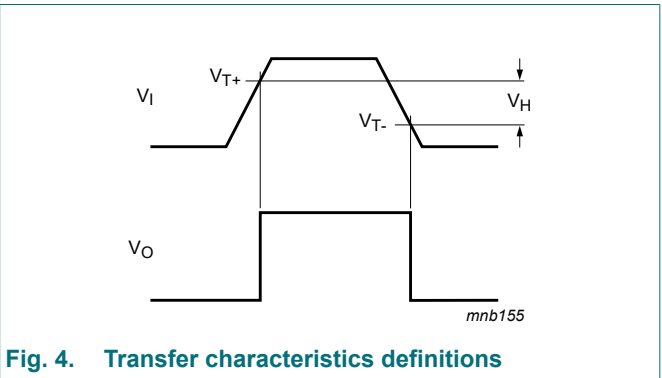 VT+
VI
VH
VT-
VO
mnb155
Fig. 4. Transfer characteristics definitions